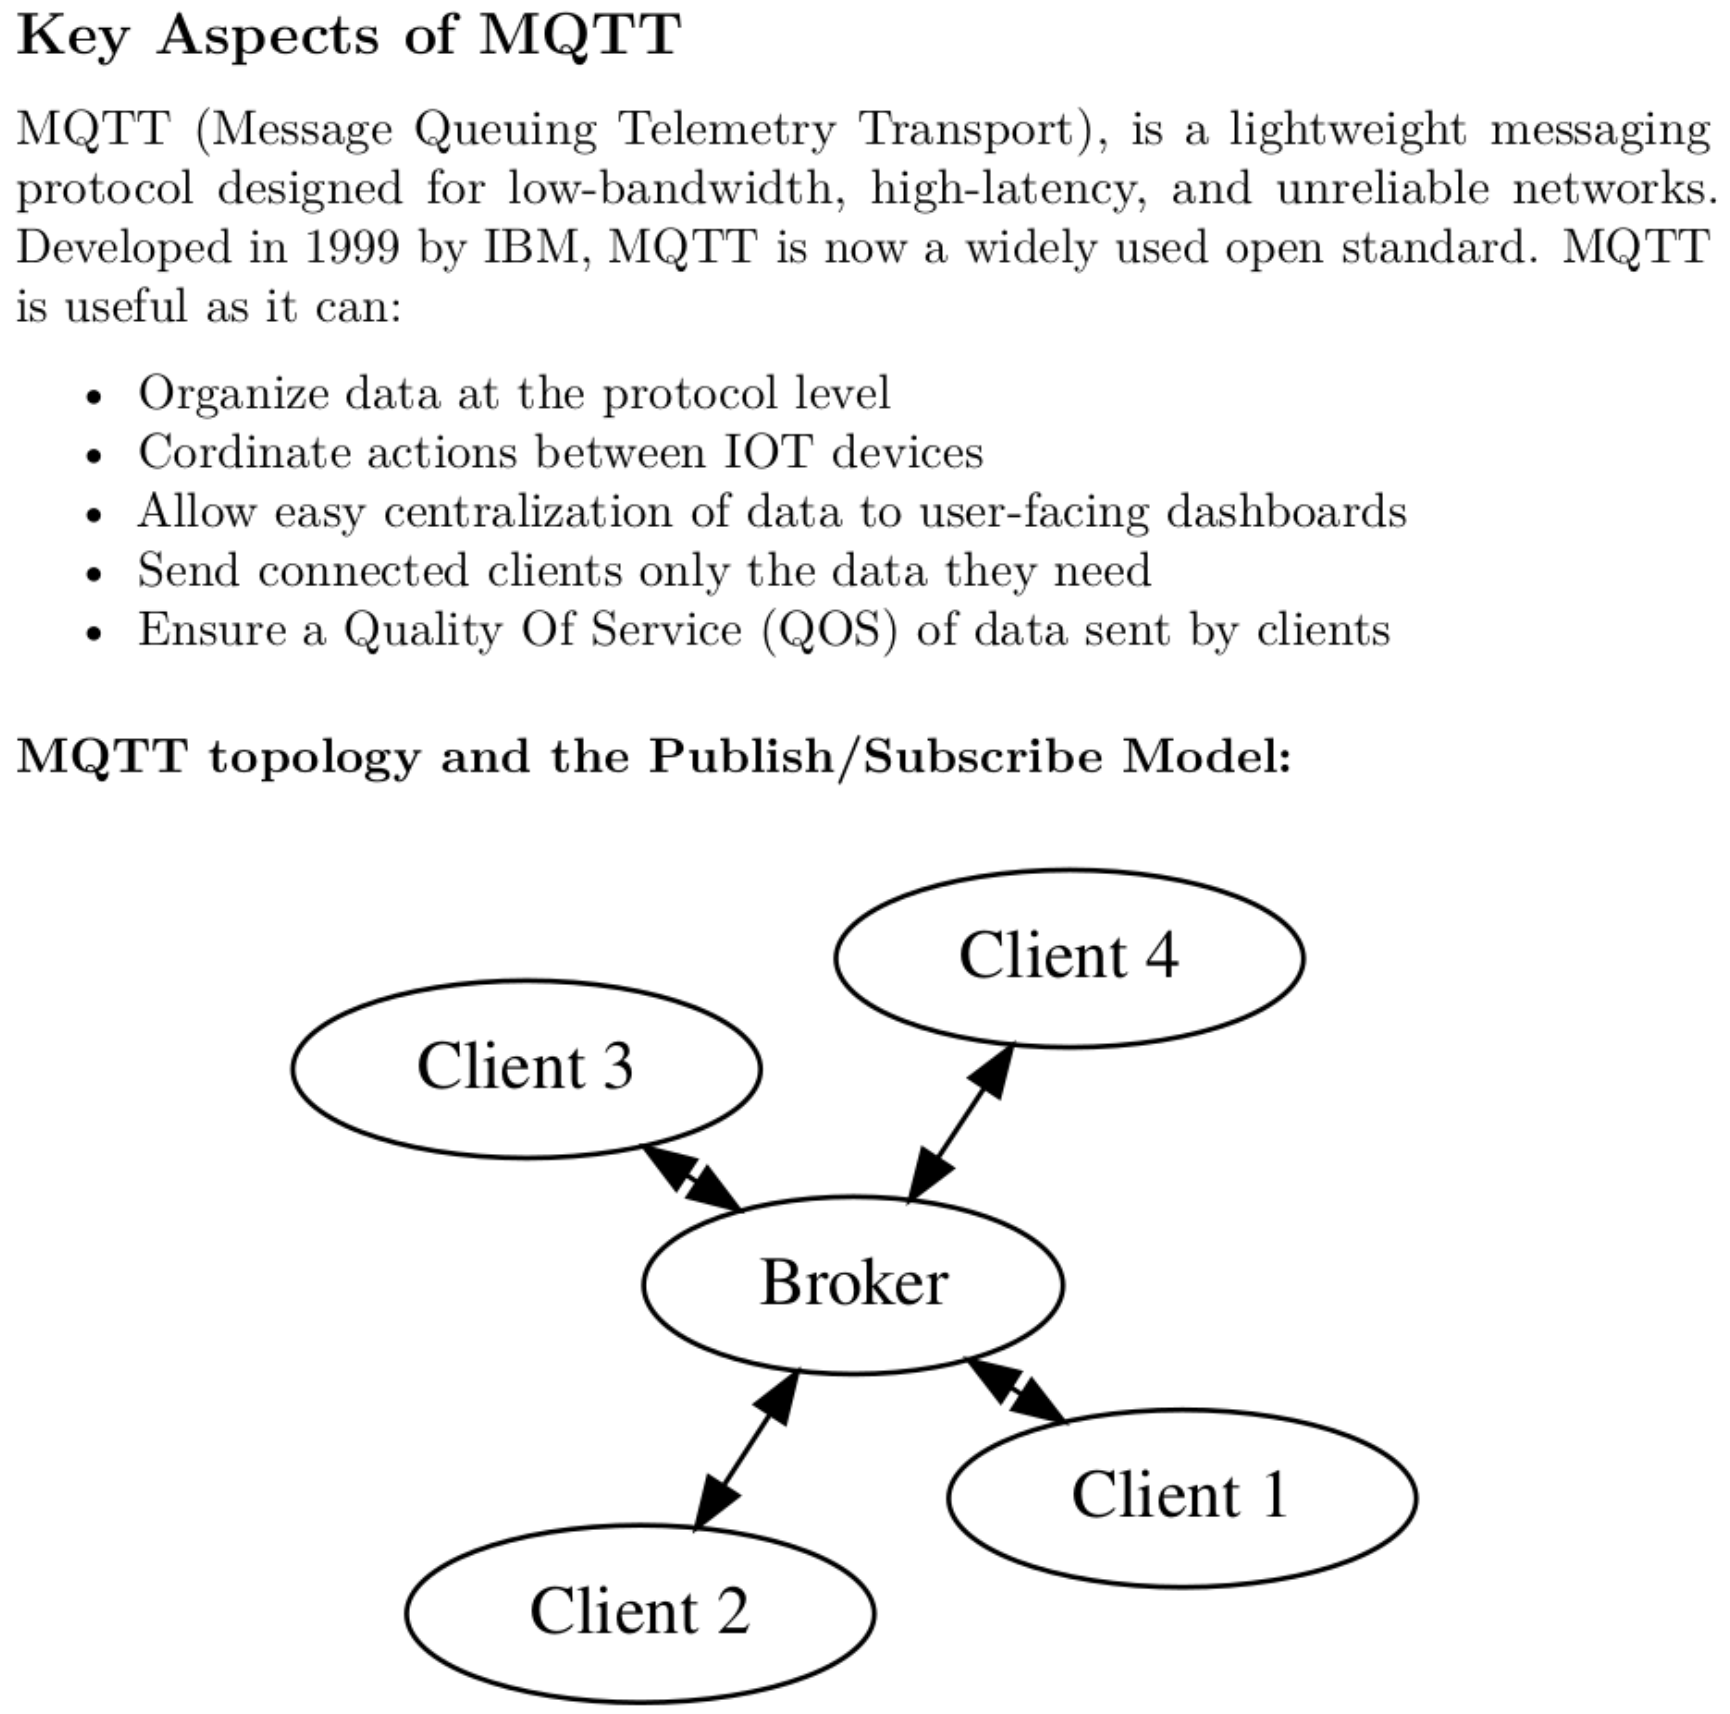 Key Aspects of MQTT
MQTT (Message Queuing Telemetry Transport), is a lightweight messaging
protocol designed for low-bandwidth, high-latency, and unreliable networks.
Developed in 1999 by IBM, MQTT is now a widely used open standard. MQTT
is useful as it can:
• Organize data at the protocol level
• Cordinate actions between IOT devices
• Allow easy centralization of data to user-facing dashboards
• Send connected clients only the data they need
• Ensure a Quality Of Service (QOS) of data sent by clients
MQTT topology and the Publish/Subscribe Model:
Client 4
Client 3
Broker
Client 1
Client 2